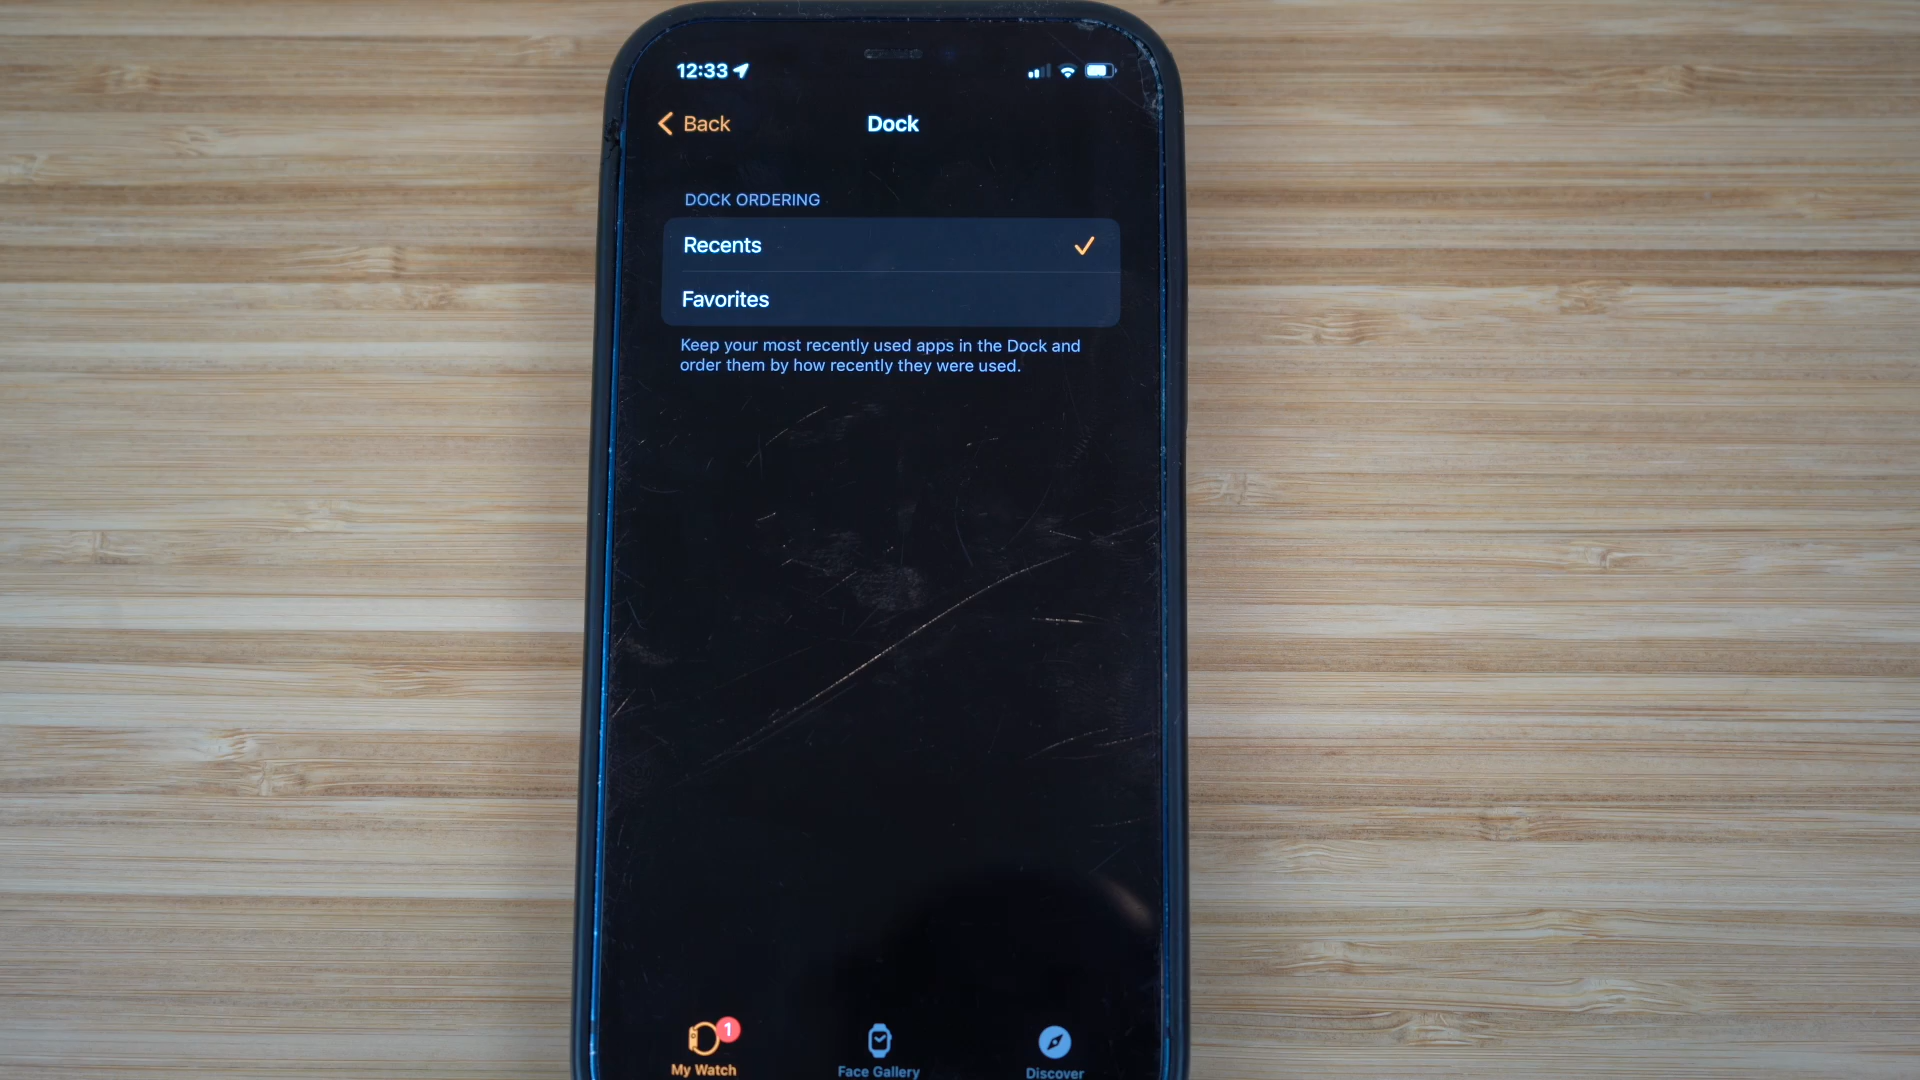 12:33
Back
Dock
DOCK ORDERING
Recents
Favorites
Keep your most recently used apps in the Dock and
order them by how recently they were used.
1
My Watch
Face Gallery
Discover